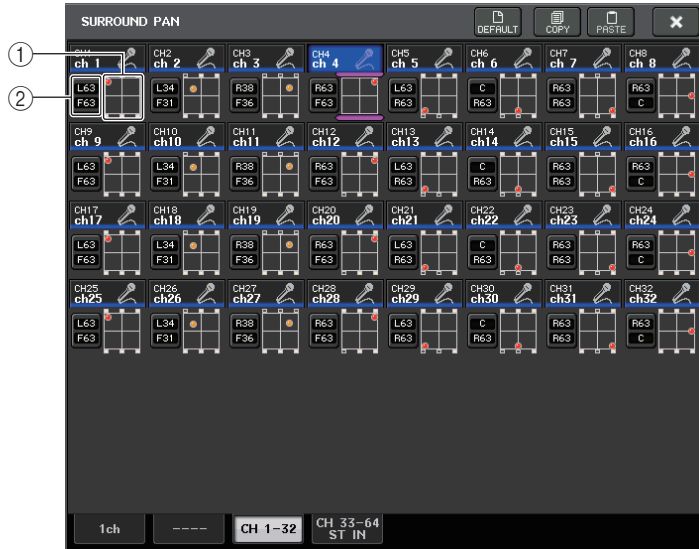 SURROUND PAN
DEFAULT
COPY
PASTE
①
②
CH1
ch 1
CH2
ch 2
CH3
ch 3
CH4
ch 4
CH5
ch 5
CH6
ch 6
CH7
ch 7
CH8
ch 8
L63
F63
L34
F31
R38
F36
R63
F63
L63
R63
C
R63
R63
R63
R63
C
CH9
ch 9
CH10
ch10
CH11
ch11
CH12
ch12
CH13
ch13
CH14
ch14
CH15
ch15
CH16
ch16
L63
F63
L34
F31
R38
F36
R63
F63
L63
R63
C
R63
R63
R63
R63
C
CH17
ch17
CH18
ch18
CH19
ch19
CH20
ch20
CH21
ch21
CH22
ch22
CH23
ch23
CH24
ch24
L63
F63
L34
F31
R38
F36
R63
F63
L63
R63
C
R63
R63
R63
R63
C
CH25
ch25
CH26
ch26
CH27
ch27
CH28
ch28
CH29
ch29
CH30
ch30
CH31
ch31
CH32
ch32
L63
F63
L34
F31
R38
F36
R63
F63
L63
R63
C
R63
R63
R63
R63
C
1ch
----
CH 1-32
CH 33-64
ST IN